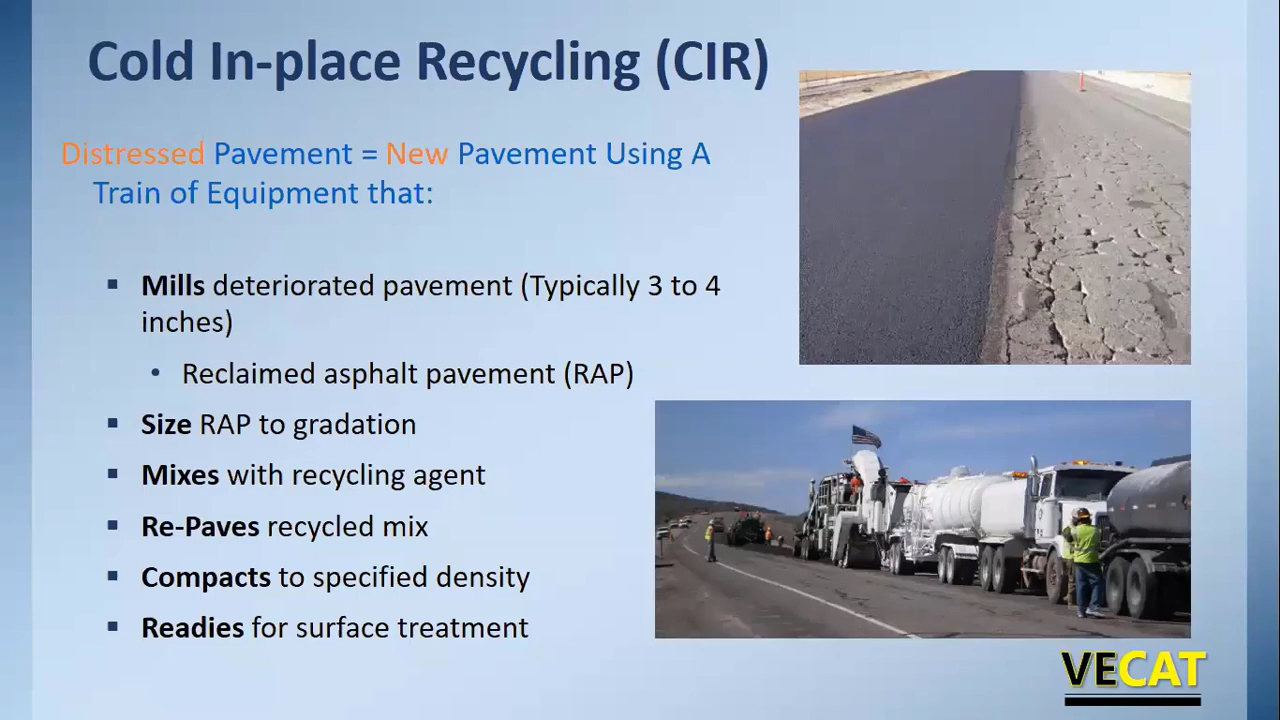 Cold In-place Recycling (CIR)
Distressed Pavement = New Pavement Using A
Train of Equipment that:
▪ Mills deteriorated pavement (Typically 3 to 4
inches)
• Reclaimed asphalt pavement (RAP)
▪ Size RAP to gradation
▪ Mixes with recycling agent
▪ Re-Paves recycled mix
▪ Compacts to specified density
▪ Readies for surface treatment
VECAT